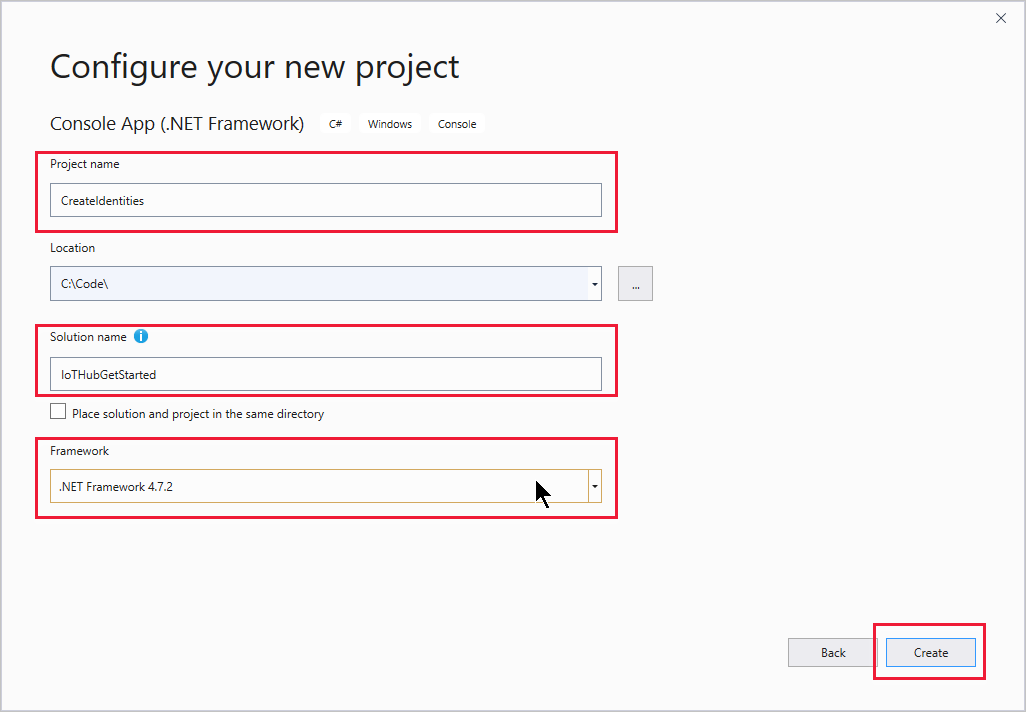 Configure your new project
Console App (.NET Framework) C# Windows Console
Project name
CreateIdentities
Location
C:\Code\
...
Solution name
IoTHubGetStarted
Place solution and project in the same directory
Framework
.NET Framework 4.7.2
Back Create